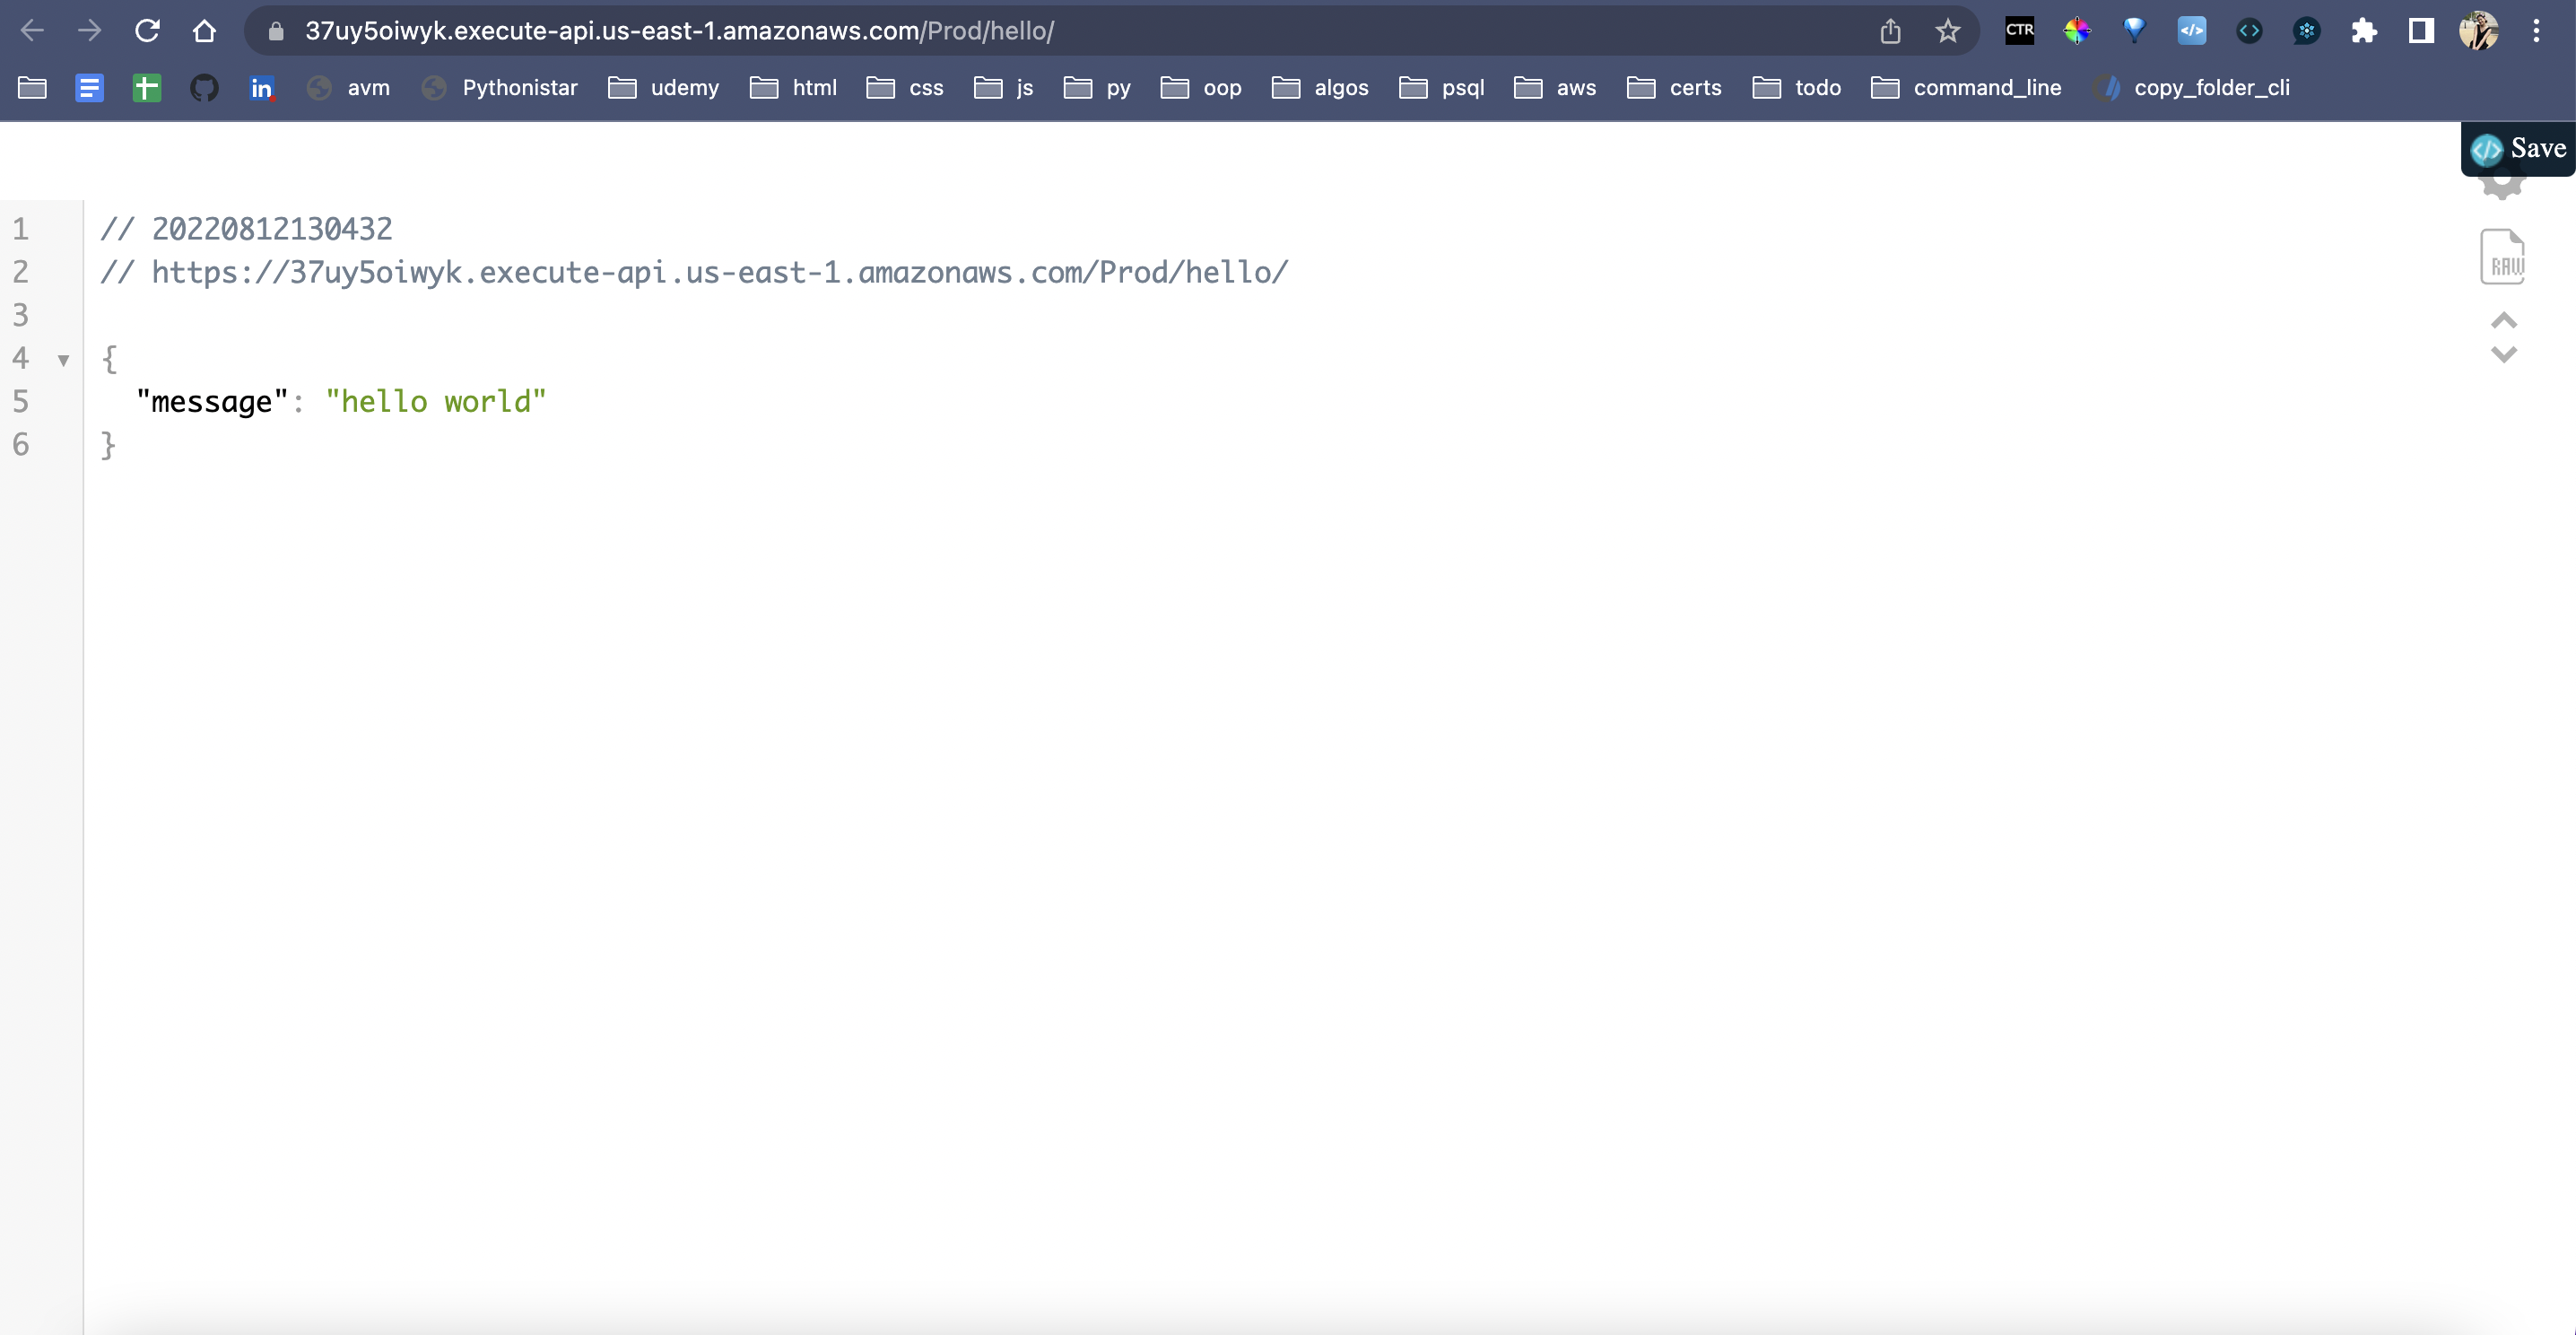 37uy5oiwyk.execute-api.us-east-1.amazonaws.com/Prod/hello/
CTR
in avm Pythonistar udemy html css js py oop algos psql aws certs todo command_line copy_folder_cli
</> Save
1 // 20220812130432
2 // https://37uy5oiwyk.execute-api.us-east-1.amazonaws.com/Prod/hello/
RAW
3
4 ▼ {
5 "message": "hello world"
6 }